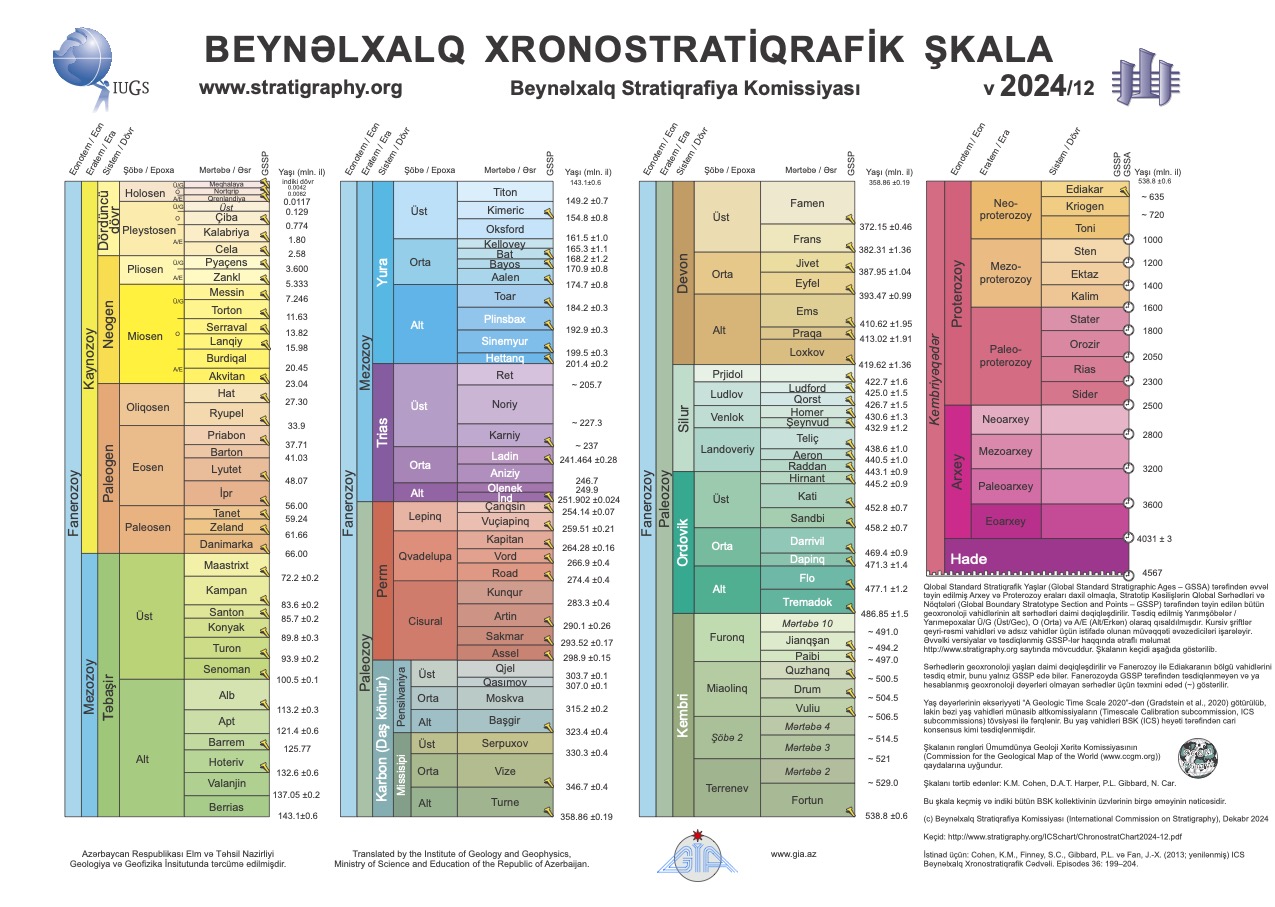 BEYNƏLXALQ XRONOSTRATİQRAFİK ŞKALA
IUGS
www.stratigraphy.org
Beynəlxalq Stratiqrafiya Komissiyası
v 2024/12
Eonotem / Eon
Eratem / Era
Sistem / Dövr
Şöbə / Epoxa
Mərtəbə / Əsr
GSSP
Yaşı (mln. il)
indiki dövr
Fanerozoy
Kaynozoy
Dördüncü dövr
Holosen
Ü/G
Meghalaya
0.0042
O
Noriqrip
0.0082
A/E
Qrenlandiya
0.0117
Pleystosen
Ü/G
Üst
0.129
O
Çiba
0.774
A/E
Kalabriya
1.80
Cela
2.58
Neogen
Pliosen
Ü/G
Pyaçens
3.600
A/E
Zankl
5.333
Miosen
Ü/G
Messin
7.246
Torton
11.63
O
Serraval
13.82
Lanqiy
15.98
A/E
Burdiqal
20.45
Akvitan
23.04
Paleogen
Oliqosen
Hat
27.30
Ryupel
33.9
Eosen
Priabon
37.71
Barton
41.03
Lyutet
48.07
İpr
56.00
Paleosen
Tanet
59.24
Zeland
61.66
Danimarka
66.00
Mezozoy
Təbaşir
Üst
Maastrixt
72.2 ±0.2
Kampan
83.6 ±0.2
Santon
85.7 ±0.2
Konyak
89.8 ±0.3
Turon
93.9 ±0.2
Senoman
100.5 ±0.1
Alt
Alb
113.2 ±0.3
Apt
121.4 ±0.6
Barrem
125.77
Hoteriv
132.6 ±0.6
Valanjin
137.05 ±0.2
Berrias
143.1±0.6
Eonotem / Eon
Eratem / Era
Sistem / Dövr
Şöbə / Epoxa
Mərtəbə / Əsr
GSSP
Yaşı (mln. il)
143.1±0.6
Fanerozoy
Mezozoy
Yura
Üst
Titon
149.2 ±0.7
Kimeric
154.8 ±0.8
Oksford
161.5 ±1.0
Orta
Kellovey
165.3 ±1.1
Bat
168.2 ±1.2
Bayos
170.9 ±0.8
Aalen
174.7 ±0.8
Alt
Toar
184.2 ±0.3
Plinsbax
192.9 ±0.3
Sinemyur
199.5 ±0.3
Hettanq
201.4 ±0.2
Trias
Üst
Ret
~ 205.7
Noriy
~ 227.3
Karniy
~ 237
Orta
Ladin
241.464 ±0.28
Aniziy
246.7
Alt
Olenek
249.9
İnd
251.902 ±0.024
Paleozoy
Perm
Lepinq
Çanqsin
254.14 ±0.07
Vuçiapinq
259.51 ±0.21
Qvadelupa
Kapitan
264.28 ±0.16
Vord
266.9 ±0.4
Road
274.4 ±0.4
Cisural
Kunqur
283.3 ±0.4
Artin
290.1 ±0.26
Sakmar
293.52 ±0.17
Assel
298.9 ±0.15
Karbon (Daş kömür)
Pensilvaniya
Üst
Qjel
303.7 ±0.1
Qasımov
307.0 ±0.1
Orta
Moskva
315.2 ±0.2
Alt
Başgir
323.4 ±0.4
Missisipi
Üst
Serpuxov
330.3 ±0.4
Orta
Vize
346.7 ±0.4
Alt
Turne
358.86 ±0.19
Eonotem / Eon
Eratem / Era
Sistem / Dövr
Şöbə / Epoxa
Mərtəbə / Əsr
GSSP
Yaşı (mln. il)
358.86 ±0.19
Fanerozoy
Paleozoy
Devon
Üst
Famen
372.15 ±0.46
Frans
382.31 ±1.36
Orta
Jivet
387.95 ±1.04
Eyfel
393.47 ±0.99
Alt
Ems
410.62 ±1.95
Praqa
413.02 ±1.91
Loxkov
419.62 ±1.36
Silur
Prjidol
422.7 ±1.6
Ludlov
Ludford
425.0 ±1.5
Qorst
426.7 ±1.5
Venlok
Homer
430.6 ±1.3
Şeynvud
432.9 ±1.2
Landoveriy
Teliç
438.6 ±1.0
Aeron
440.5 ±1.0
Raddan
443.1 ±0.9
Ordovik
Üst
Hirnant
445.2 ±0.9
Kati
452.8 ±0.7
Sandbi
458.2 ±0.7
Orta
Darrivil
469.4 ±0.9
Dapinq
471.3 ±1.4
Alt
Flo
477.1 ±1.2
Tremadok
486.85 ±1.5
Kembri
Furonq
Mərtəbə 10
~ 491.0
Jianqşan
~ 494.2
Paibi
~ 497.0
Miaolinq
Quzhanq
~ 500.5
Drum
~ 504.5
Vuliu
~ 506.5
Şöbə 2
Mərtəbə 4
~ 514.5
Mərtəbə 3
~ 521
Terrenev
Mərtəbə 2
~ 529.0
Fortun
538.8 ±0.6
Eonotem / Eon
Eratem / Era
Sistem / Dövr
GSSP
GSSA
Yaşı (mln. il)
538.8 ±0.6
Kembriyəqədər
Proterozoy
Neo-
proterozoy
Ediakar
~ 635
Kriogen
~ 720
Toni
1000
Mezo-
proterozoy
Sten
1200
Ektaz
1400
Kalim
1600
Paleo-
proterozoy
Stater
1800
Orozir
2050
Rias
2300
Sider
2500
Arxey
Neoarxey
2800
Mezoarxey
3200
Paleoarxey
3600
Eoarxey
4031 ± 3
Hade
4567
Qlobal Standard Stratiqrafik Yaşlar (Global Standard Stratigraphic Ages – GSSA) tərəfindən əvvəl
təyin edilmiş Arxey və Proterozoy eraları daxil olmaqla, Stratotip Kəsilişlərin Qlobal Sərhədləri və
Nöqtələri (Global Boundary Stratotype Section and Points – GSSP) tərəfindən təyin edilən bütün
geoxronoloji vahidlərinin alt sərhədləri daimi dəqiqləşdirilir. Təsdiq edilmiş Yarımşöbələr /
Yarımepoxalar Ü/G (Üst/Gec), O (Orta) və A/E (Alt/Erkən) olaraq qısaldılmışdır. Kursiv şriftlər
qeyri-rəsmi vahidləri və adsız vahidlər üçün istifadə olunan müvəqqəti əvəzedicilər işarələyir.
Əvvəlki versiyalar və təsdiqlənmiş GSSP-lər haqqında ətraflı məlumat
http://www.stratigraphy.org saytında mövcuddur. Şkalanın keçidi aşağıda göstərilib.
Sərhədlərin geoxronoloji yaşları daimi dəqiqləşdirilir və Fanerozoy ilə Ediakaranın bölgü vahidlərini
təsdiq etmir, bunu yalnız GSSP edə bilər. Fanerozoyda GSSP tərəfindən təsdiqlənməyən və ya
hesablanmış geoxronoloji dəyərləri olmayan sərhədlər üçün təxmini ədəd (~) göstərilir.
Yaş dəyərlərinin əksəriyyəti “A Geologic Time Scale 2020”-dən (Gradstein et al., 2020) götürülüb,
lakin bəzi yaş vahidləri münasib altkomissiyaların (Timescale Calibration subcommission, ICS
subcommissions) tövsiyəsi ilə fərqlənir. Bu yaş vahidləri BSK (ICS) heyəti tərəfindən cari
konsensus kimi təsdiqlənmişdir.
Şkalanın rəngləri Ümumdünya Geoloji Xəritə Komissiyasının
(Commission for the Geological Map of the World (www.ccgm.org))
qaydalarına uyğundur.
Şkalanı tərtib edənlər: K.M. Cohen, D.A.T. Harper, P.L. Gibbard, N. Car.
Bu şkala keçmiş və indiki bütün BSK kollektivinin üzvlərinin birgə əməyinin nəticəsidir.
(c) Beynəlxalq Stratiqrafiya Komissiyası (International Commission on Stratigraphy), Dekabr 2024
Keçid: http://www.stratigraphy.org/ICSchart/ChronostratChart2024-12.pdf
İstinad üçün: Cohen, K.M., Finney, S.C., Gibbard, P.L. və Fan, J.-X. (2013; yenilənmiş) ICS
Beynəlxalq Xronostratiqrafik Cədvəli. Episodes 36: 199–204.
Azərbaycan Respublikası Elm və Təhsil Nazirliyi
Geologiya və Geofizika İnsitutunda tərcümə edilmişdir.
Translated by the Institute of Geology and Geophysics,
Ministry of Science and Education of the Republic of Azerbaijan.
GIA
www.gia.az